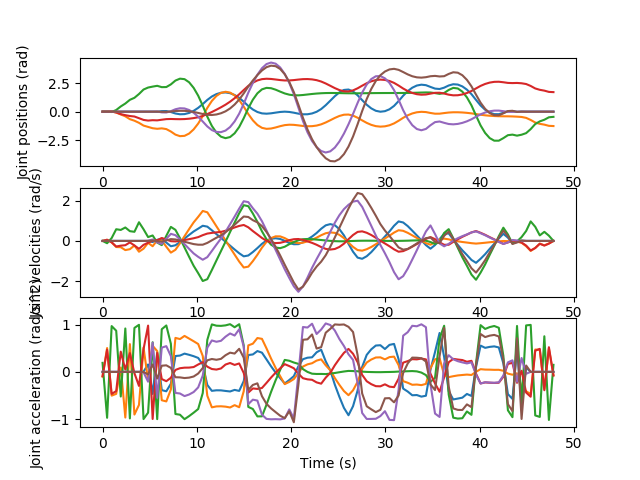 Joint positions (rad)
2.5
0.0
−2.5
0 10 20 30 40 50
Joint velocities (rad/s)
2
0
−2
0 10 20 30 40 50
Joint acceleration (rad/s^2)
1
0
−1
0 10 20 30 40 50
Time (s)